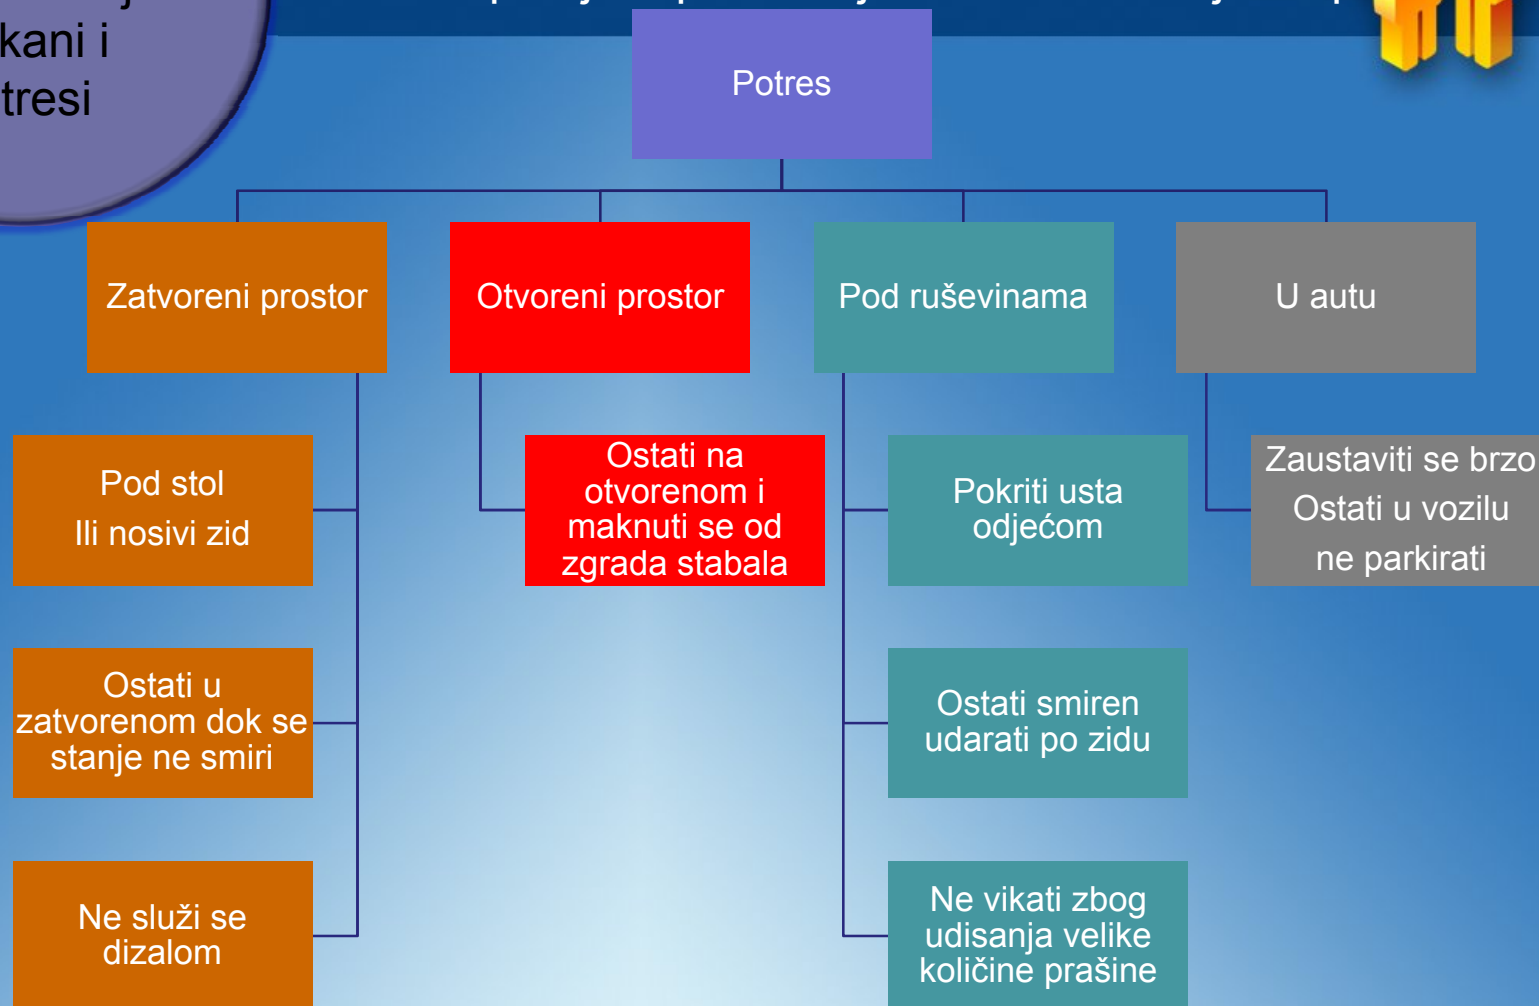 kani i
tresi
Potres
Zatvoreni prostor
Otvoreni prostor
Pod ruševinama
U autu
Pod stol
Ili nosivi zid
Ostati na
otvorenom i
maknuti se od
zgrada stabala
Pokriti usta
odjećom
Zaustaviti se brzo
Ostati u vozilu
ne parkirati
Ostati u
zatvorenom dok se
stanje ne smiri
Ostati smiren
udarati po zidu
Ne služi se
dizalom
Ne vikati zbog
udisanja velike
količine prašine